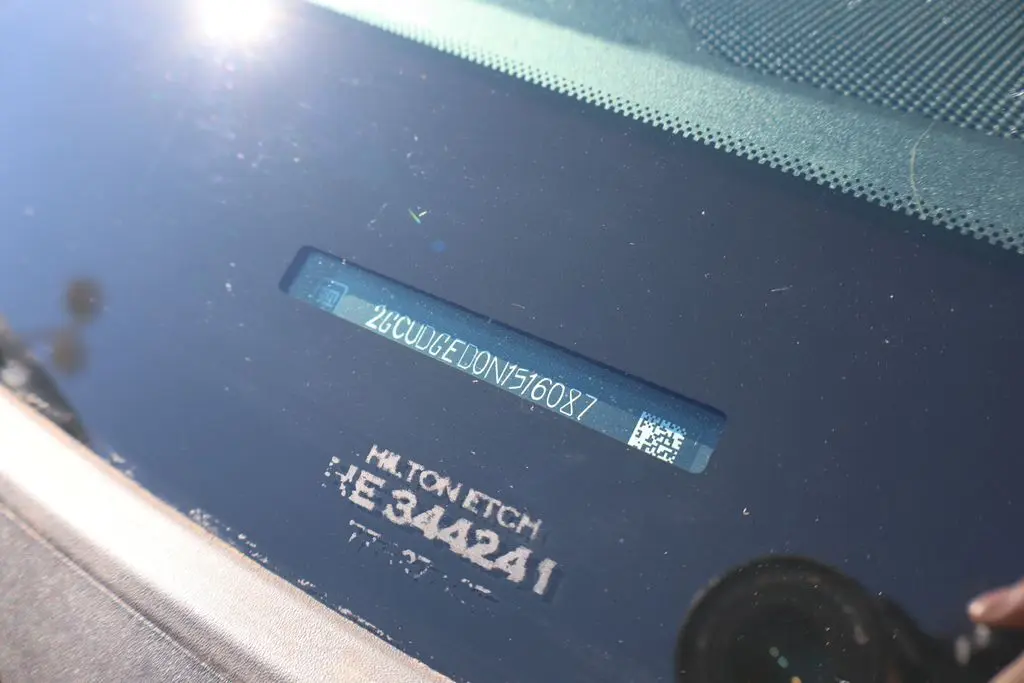 2GCUDGED0N1516087
HILTON ETCH
HE 344241